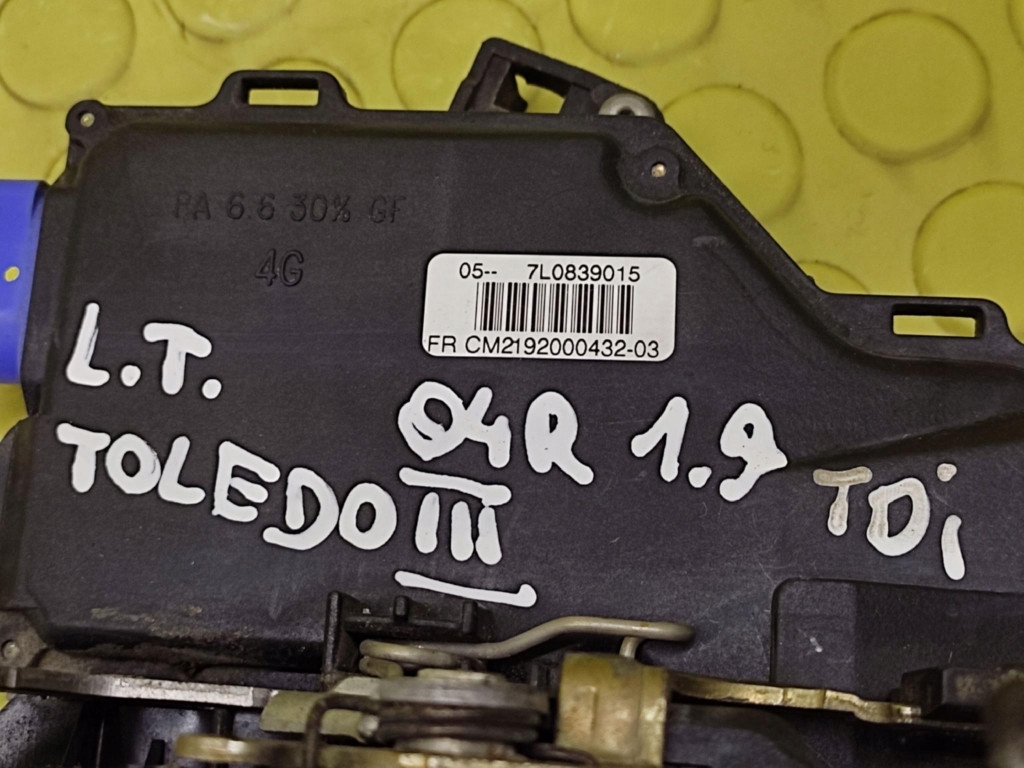 PA 6.6 30% GF
4G
05-- 7L0839015
FR CM2192000432-03
L.T. 04R 1.9 TDi
TOLEDO III